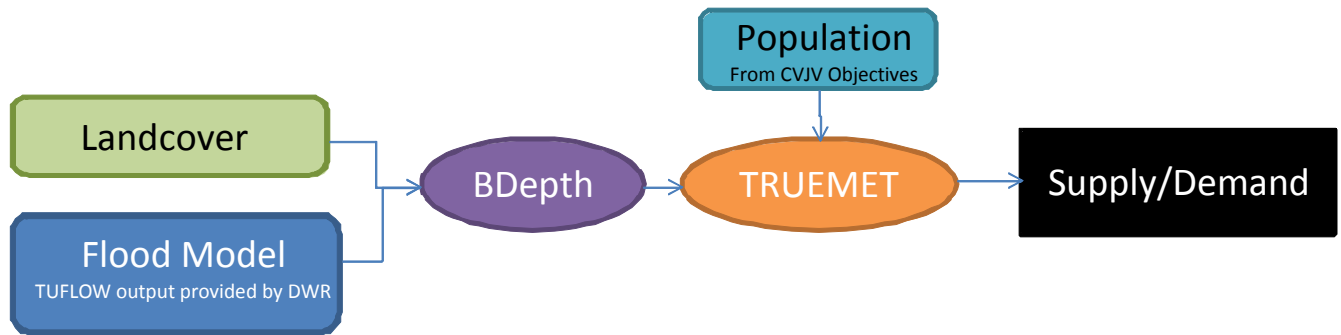 Population
From CVJV Objectives
Landcover
BDepth
TRUEMET
Supply/Demand
Flood Model
TUFLOW output provided by DWR